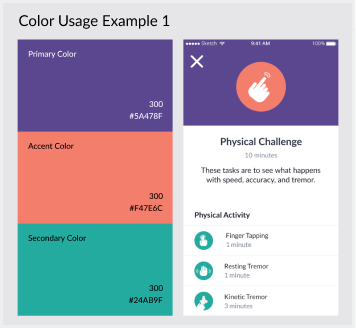 Color Usage Example 1
Primary Color
300
#5A478F
Accent Color
300
#F47E6C
Secondary Color
300
#24AB9F
Sketch
9:41 AM
100%
Physical Challenge
10 minutes
These tasks are to see what happens
with speed, accuracy, and tremor.
Physical Activity
Finger Tapping
1 minute
Resting Tremor
1 minute
Kinetic Tremor
3 minutes